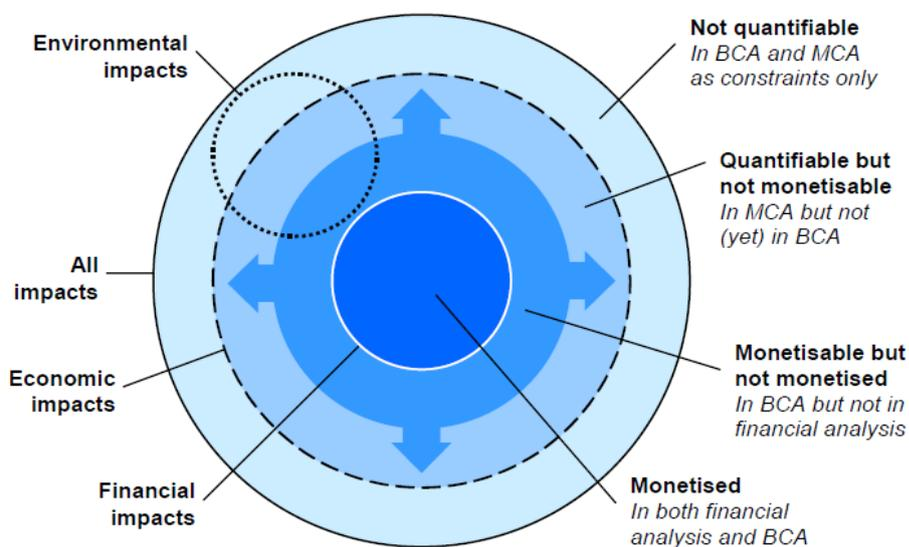 Environmental
impacts
All
impacts
Economic
impacts
Financial
impacts
Not quantifiable
In BCA and MCA
as constraints only
Quantifiable but
not monetisable
In MCA but not
(yet) in BCA
Monetisable but
not monetised
In BCA but not in
financial analysis
Monetised
In both financial
analysis and BCA